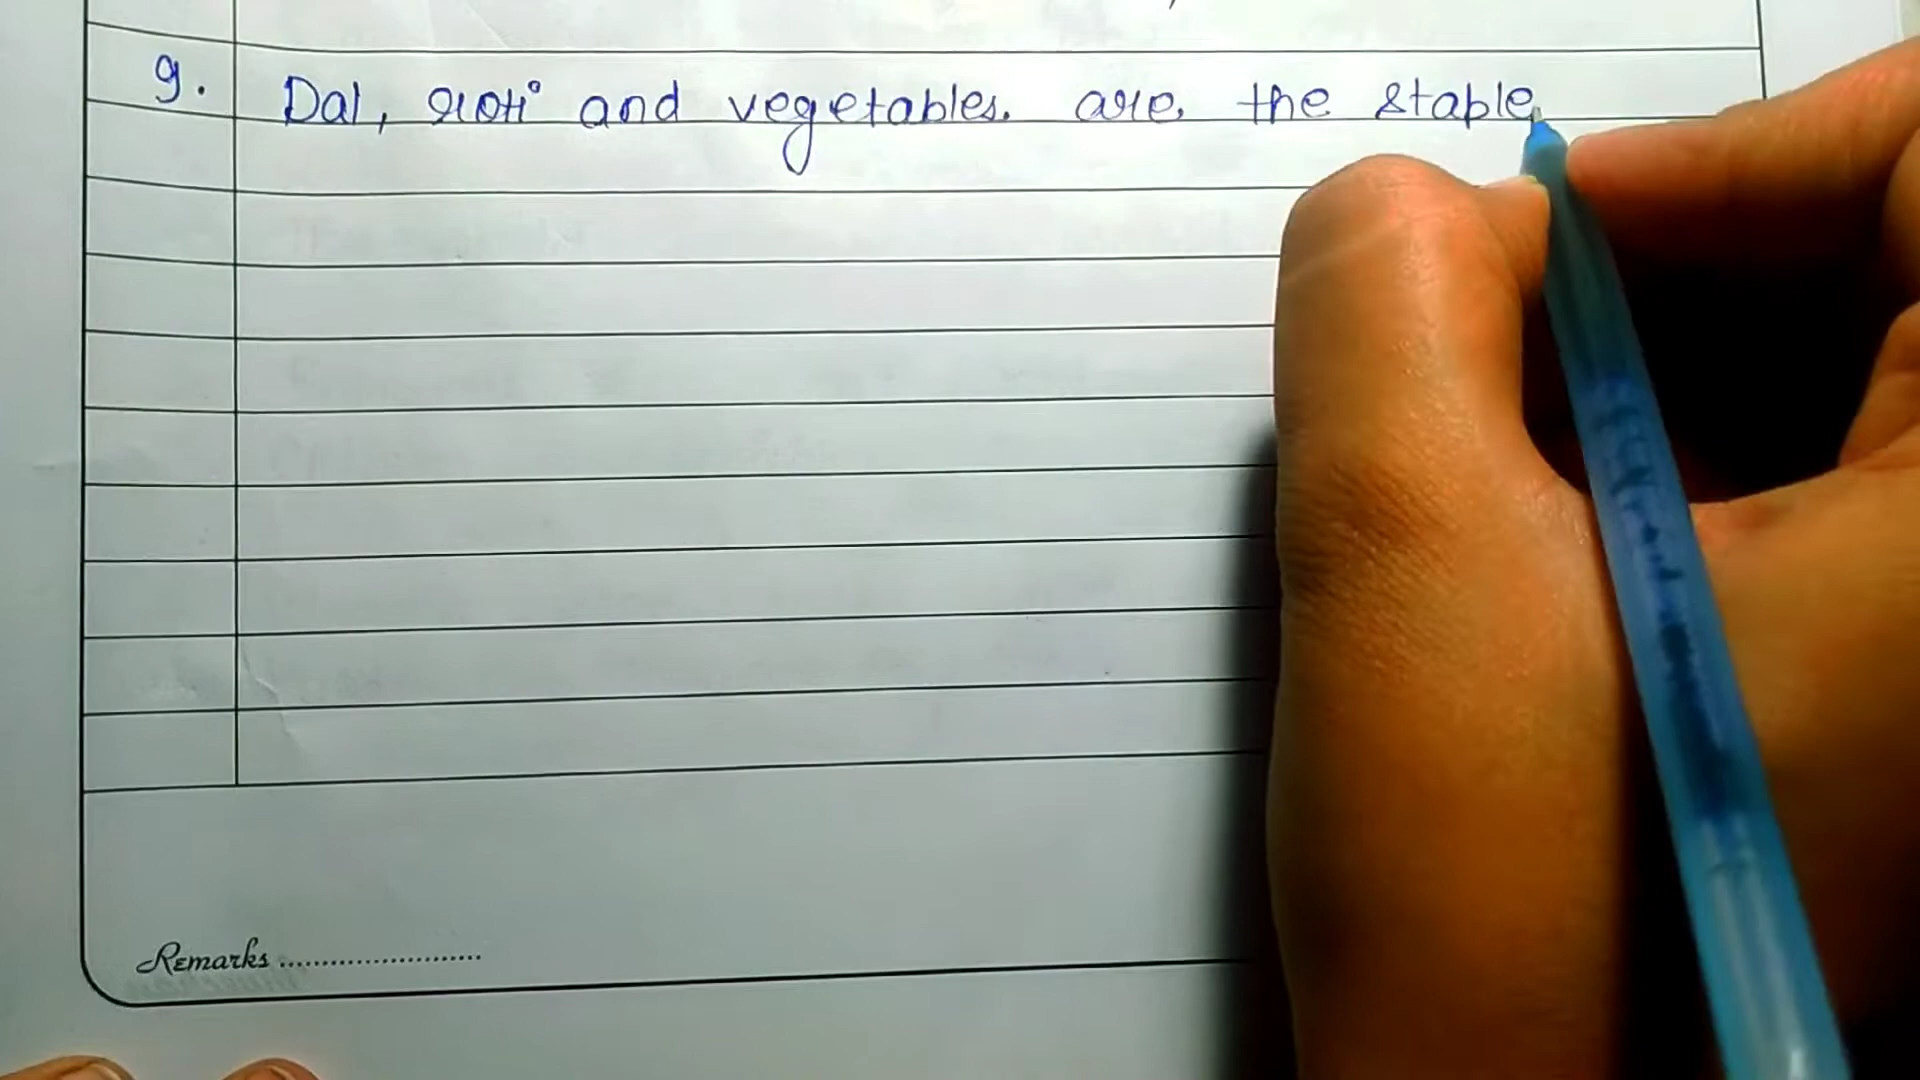 9. Dal, roti and vegetables. are the stable
Remarks ........................